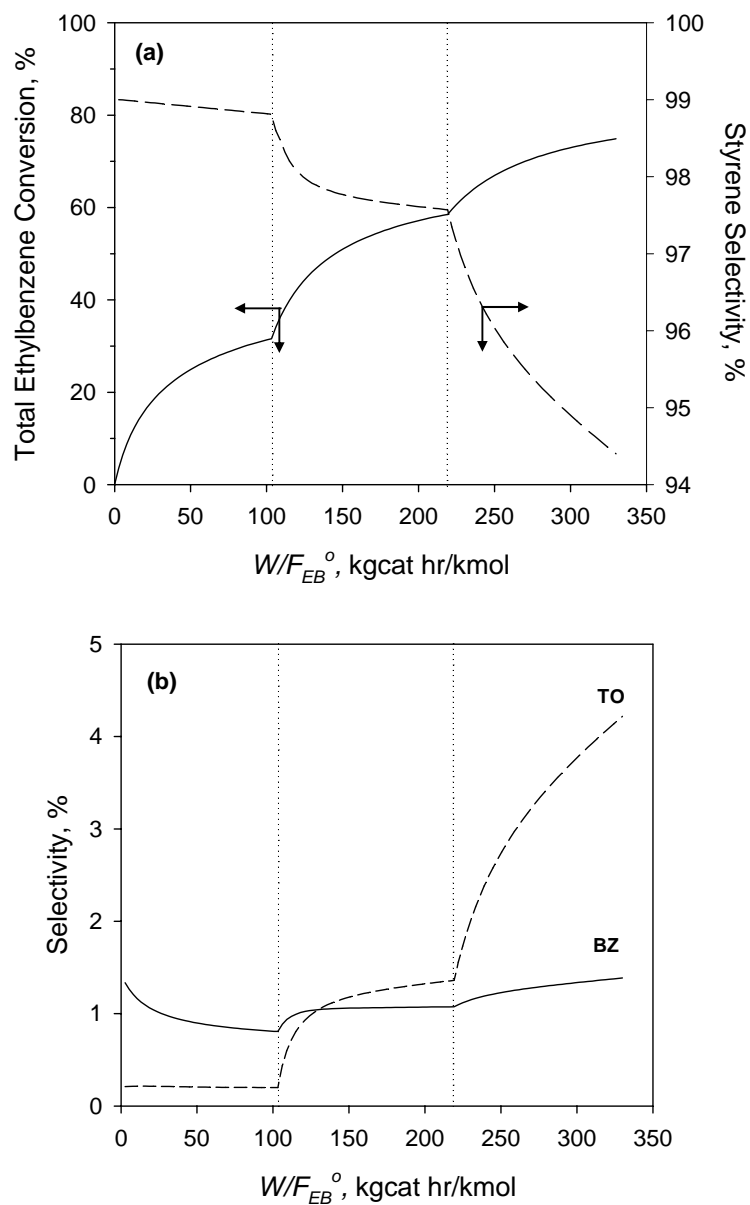 (a)
100
80
60
40
20
0
Total Ethylbenzene Conversion, %
100
99
98
97
96
95
94
Styrene Selectivity, %
0 50 100 150 200 250 300 350
W/F_EB^o, kgcat hr/kmol
(b)
5
4
3
2
1
0
Selectivity, %
TO
BZ
0 50 100 150 200 250 300 350
W/F_EB^o, kgcat hr/kmol